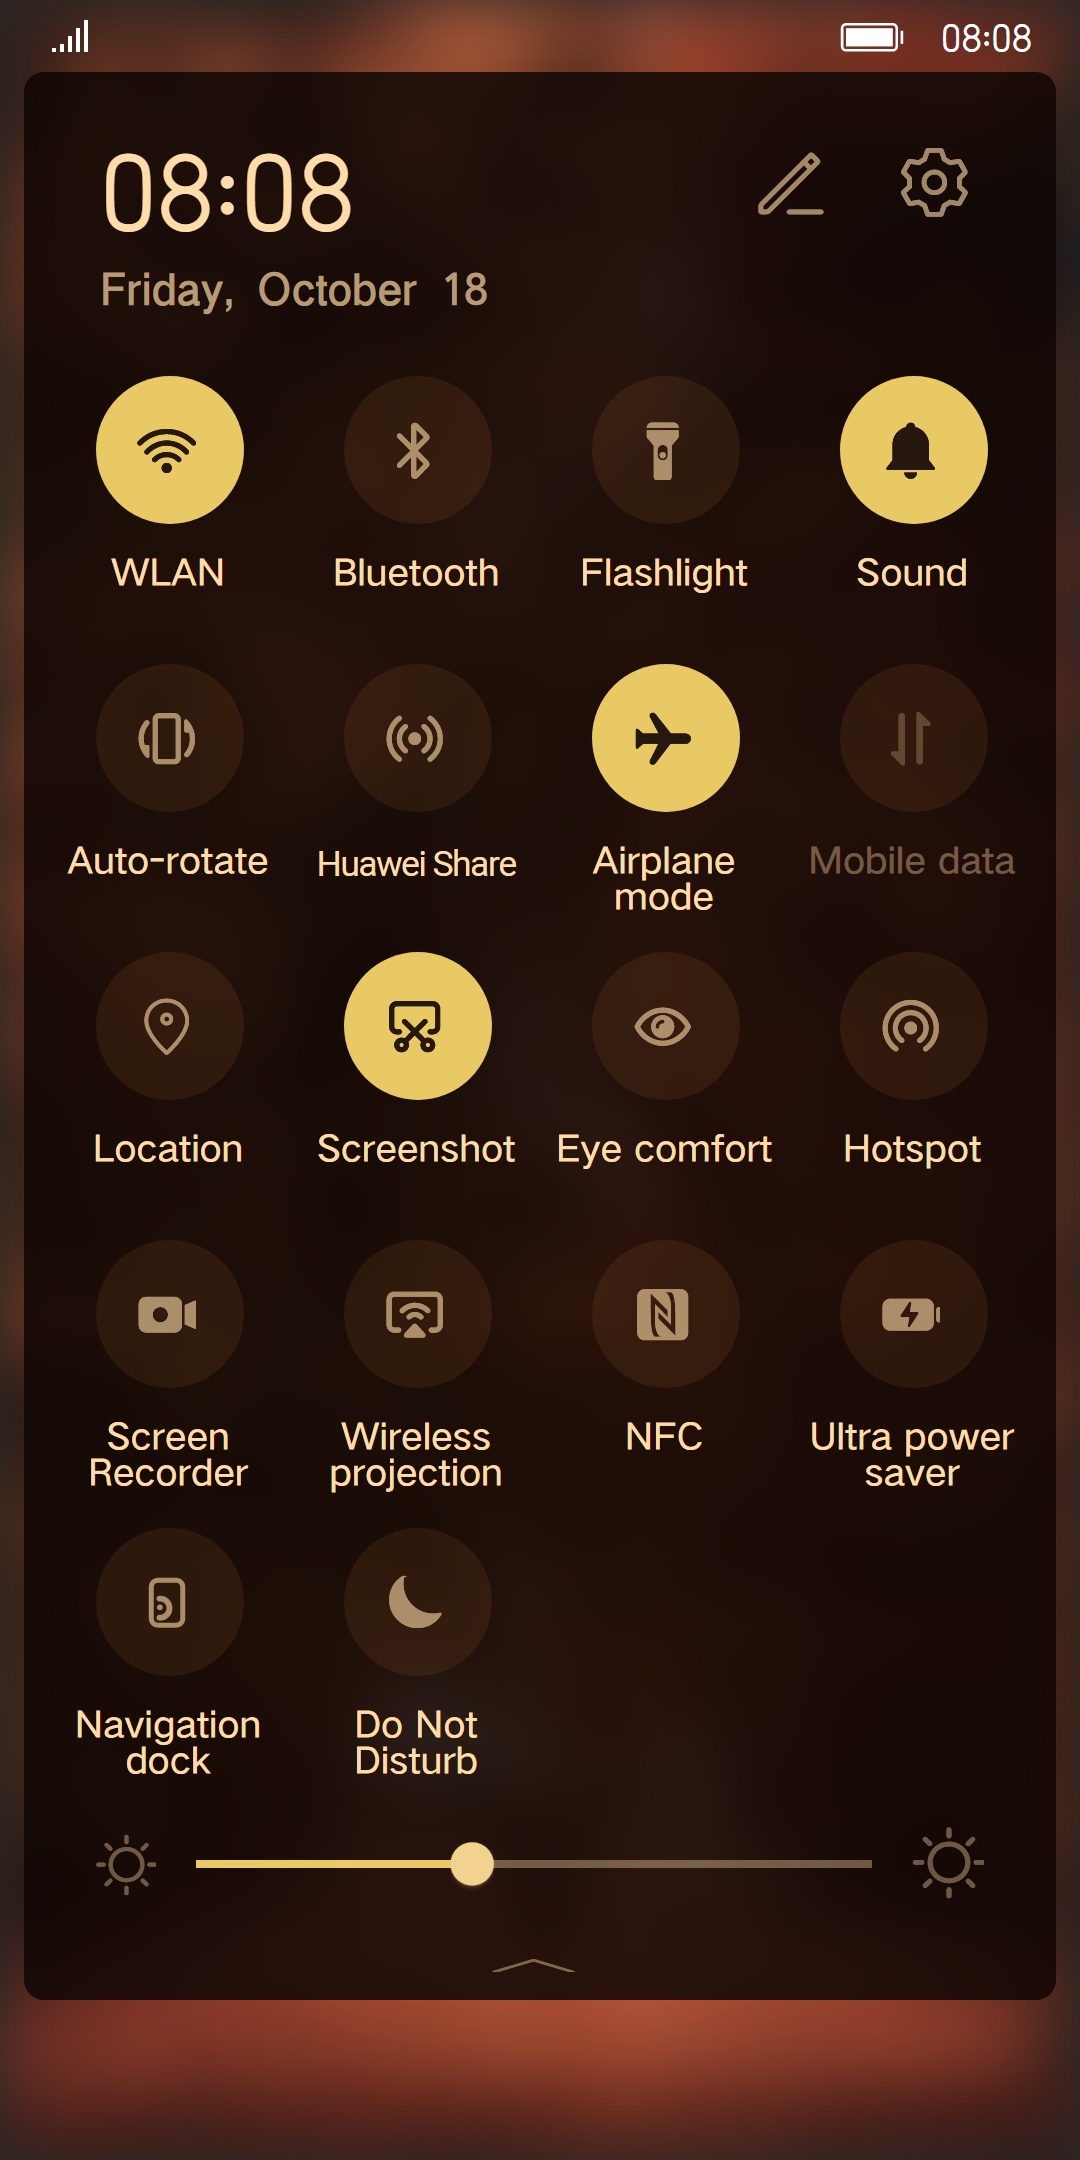 08:08
08:08
Friday, October 18
WLAN Bluetooth Flashlight Sound
Auto-rotate Huawei Share Airplane mode Mobile data
Location Screenshot Eye comfort Hotspot
Screen Recorder Wireless projection NFC Ultra power saver
Navigation dock Do Not Disturb